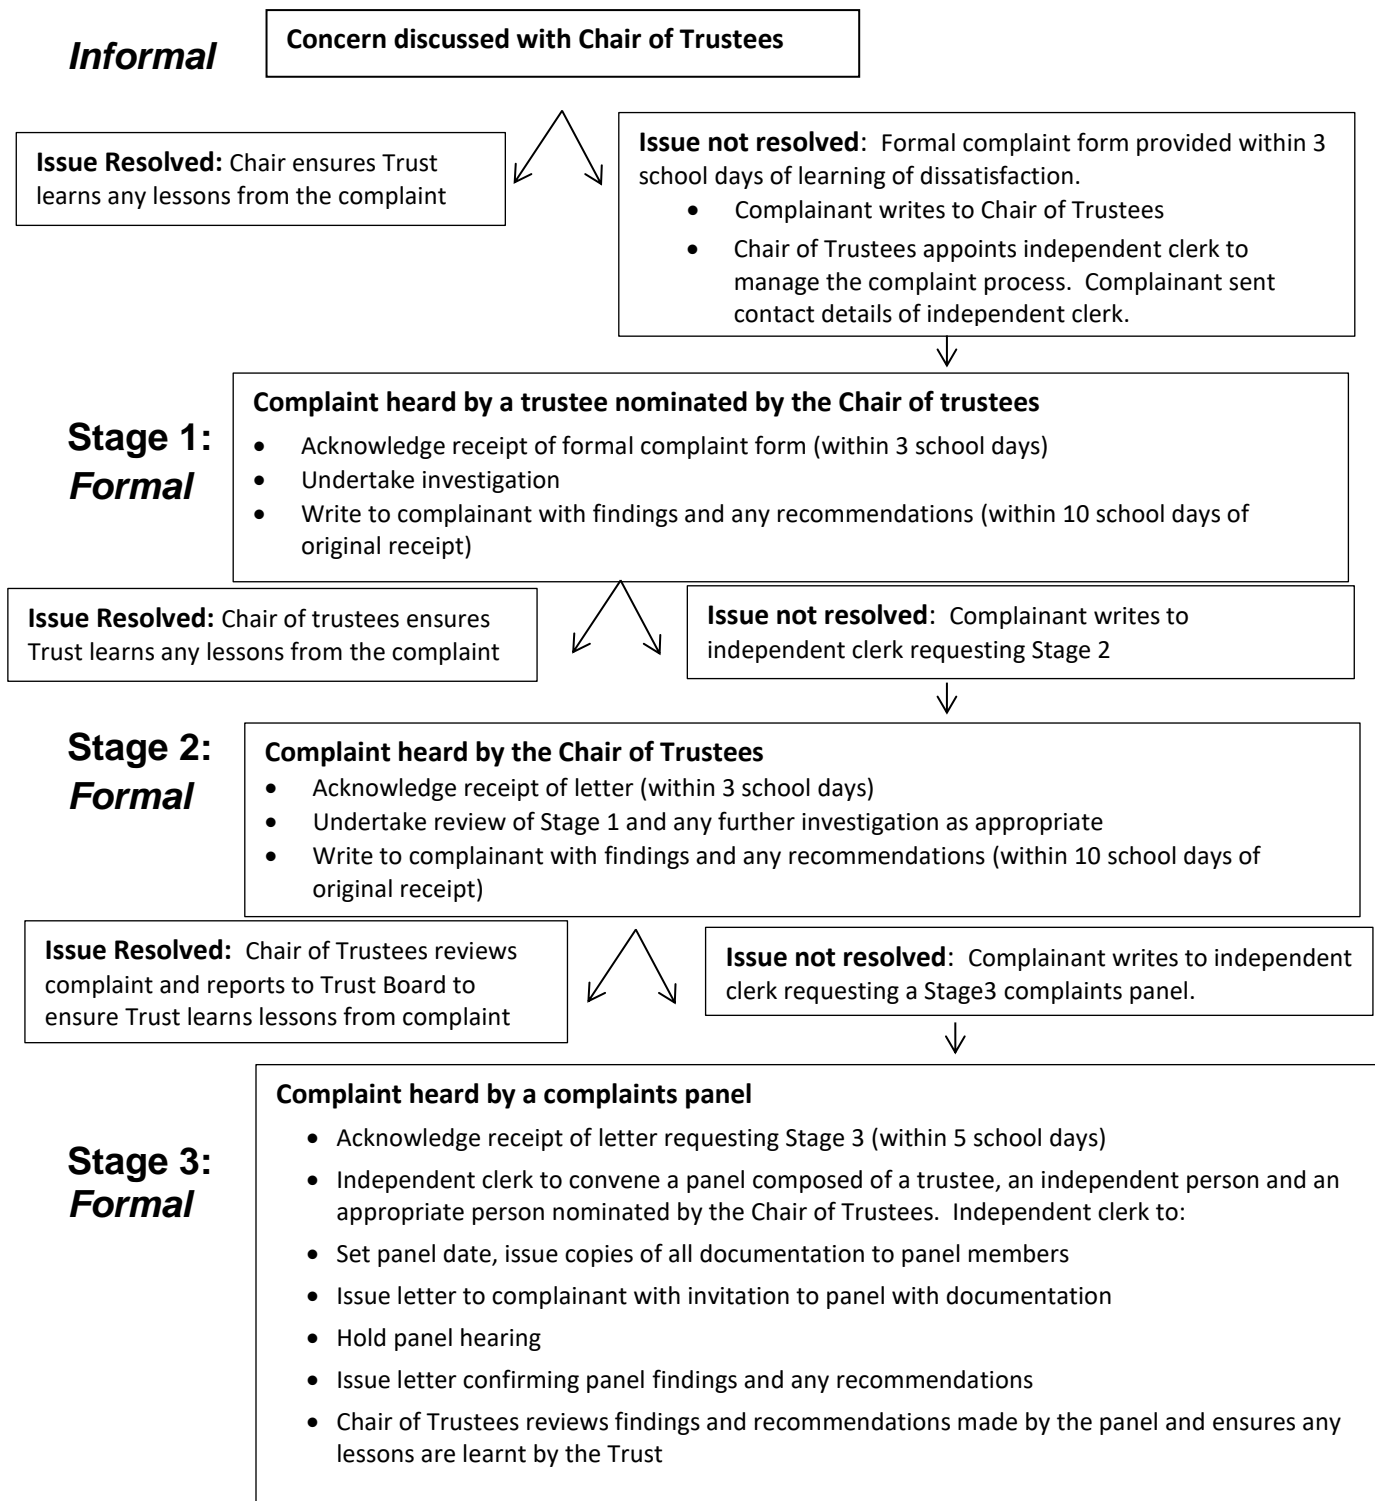 Informal
Concern discussed with Chair of Trustees
Issue Resolved: Chair ensures Trust
learns any lessons from the complaint
Issue not resolved:  Formal complaint form provided within 3
school days of learning of dissatisfaction.
• Complainant writes to Chair of Trustees
• Chair of Trustees appoints independent clerk to
manage the complaint process.  Complainant sent
contact details of independent clerk.
Stage 1:
Formal
Complaint heard by a trustee nominated by the Chair of trustees
• Acknowledge receipt of formal complaint form (within 3 school days)
• Undertake investigation
• Write to complainant with findings and any recommendations (within 10 school days of
original receipt)
Issue Resolved: Chair of trustees ensures
Trust learns any lessons from the complaint
Issue not resolved:  Complainant writes to
independent clerk requesting Stage 2
Stage 2:
Formal
Complaint heard by the Chair of Trustees
• Acknowledge receipt of letter (within 3 school days)
• Undertake review of Stage 1 and any further investigation as appropriate
• Write to complainant with findings and any recommendations (within 10 school days of
original receipt)
Issue Resolved:  Chair of Trustees reviews
complaint and reports to Trust Board to
ensure Trust learns lessons from complaint
Issue not resolved:  Complainant writes to independent
clerk requesting a Stage3 complaints panel.
Stage 3:
Formal
Complaint heard by a complaints panel
• Acknowledge receipt of letter requesting Stage 3 (within 5 school days)
• Independent clerk to convene a panel composed of a trustee, an independent person and an
appropriate person nominated by the Chair of Trustees.  Independent clerk to:
• Set panel date, issue copies of all documentation to panel members
• Issue letter to complainant with invitation to panel with documentation
• Hold panel hearing
• Issue letter confirming panel findings and any recommendations
• Chair of Trustees reviews findings and recommendations made by the panel and ensures any
lessons are learnt by the Trust